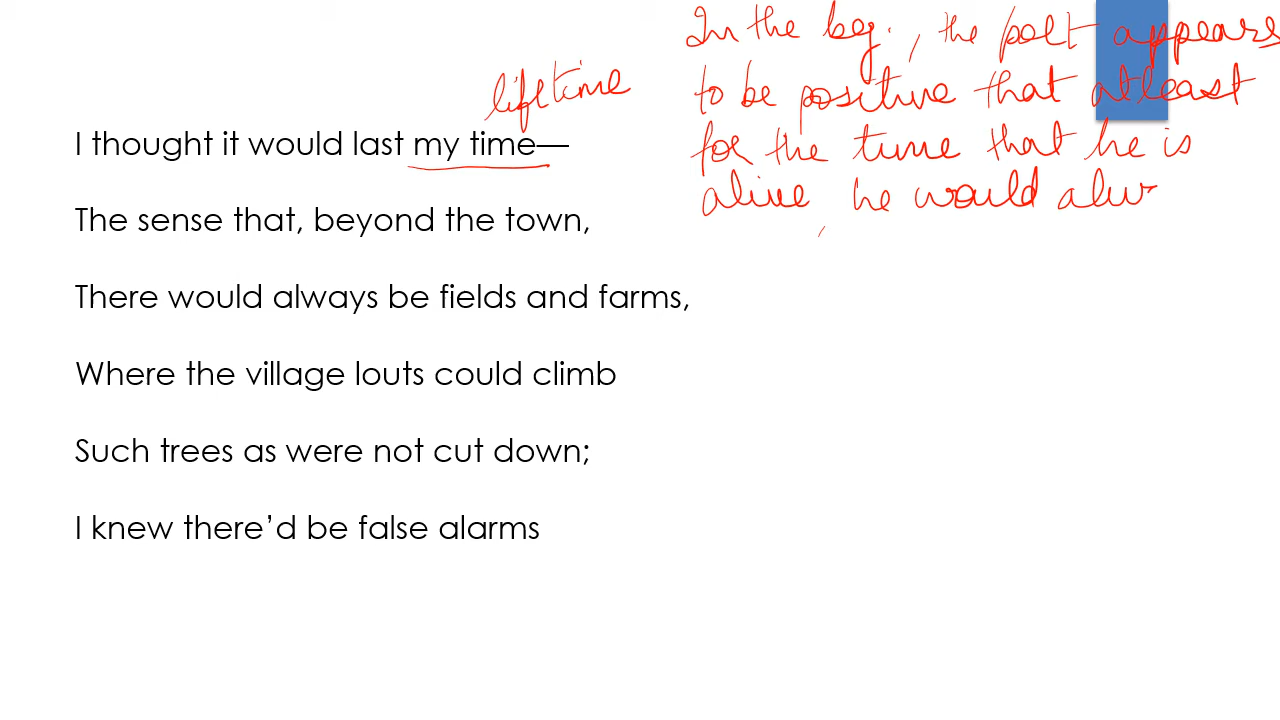 In the beg., the poet appears
to be positive that atleast
for the time that he is
alive, he would alw
lifetime
I thought it would last my time—
The sense that, beyond the town,
There would always be fields and farms,
Where the village louts could climb
Such trees as were not cut down;
I knew there’d be false alarms